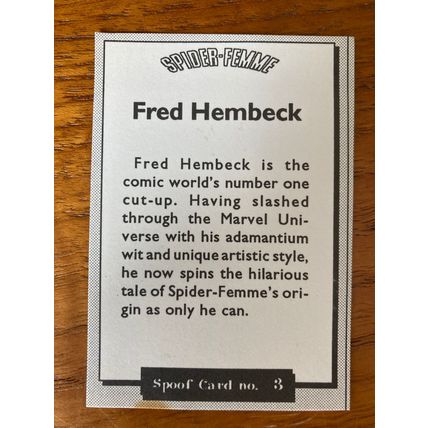 SPIDER-FEMME
Fred Hembeck
Fred Hembeck is the
comic world's number one
cut-up. Having slashed
through the Marvel Uni-
verse with his adamantium
wit and unique artistic style,
he now spins the hilarious
tale of Spider-Femme's ori-
gin as only he can.
Spoof Card no. 3